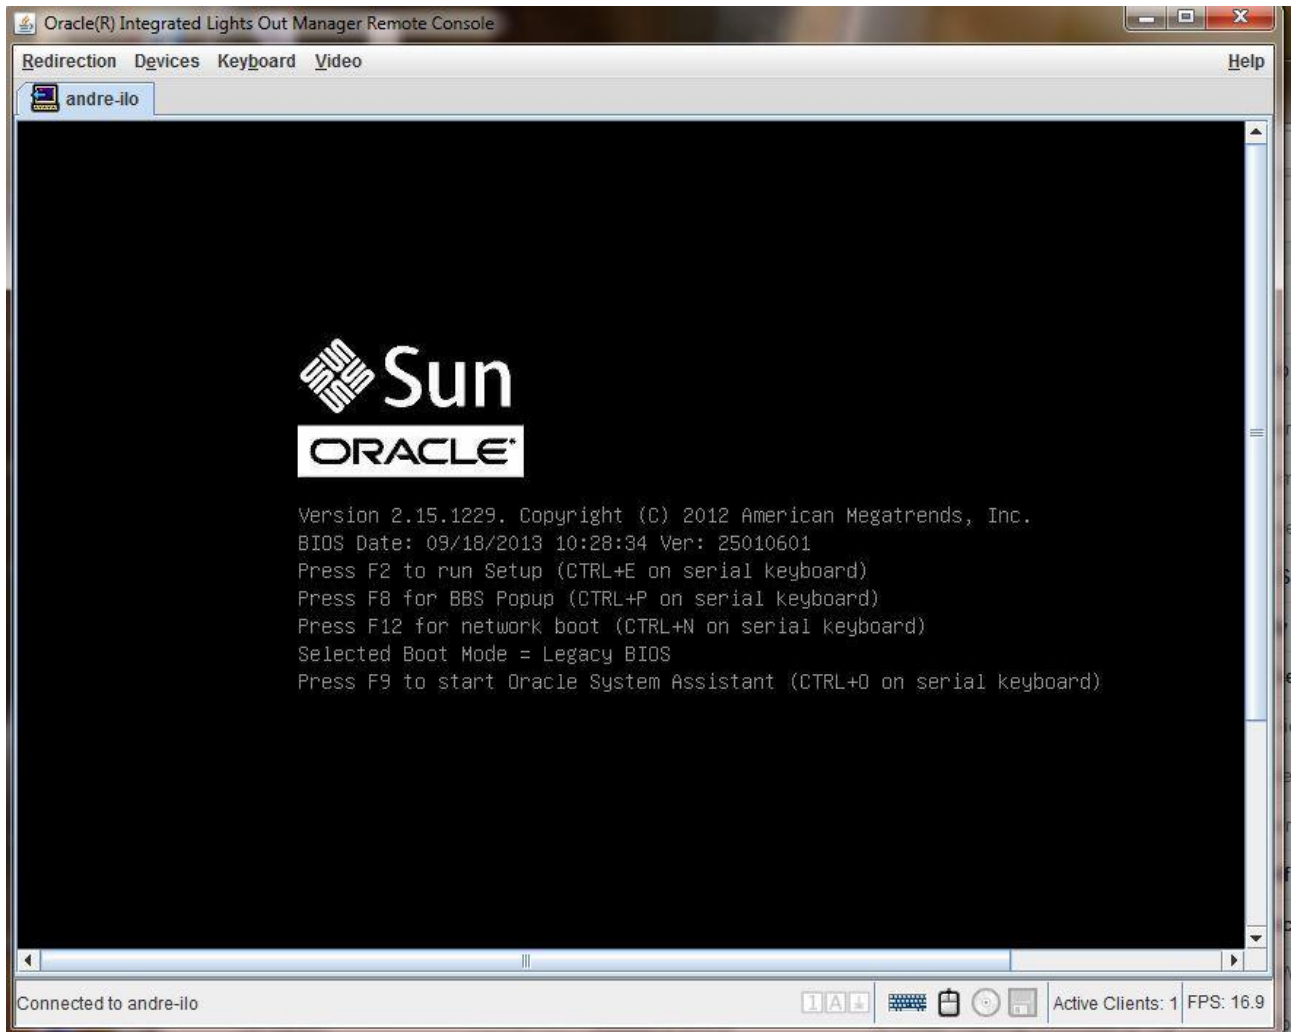 Oracle(R) Integrated Lights Out Manager Remote Console
Redirection Devices Keyboard Video Help
andre-ilo
Sun
ORACLE
Version 2.15.1229. Copyright (C) 2012 American Megatrends, Inc.
BIOS Date: 09/18/2013 10:28:34 Ver: 25010601
Press F2 to run Setup (CTRL+E on serial keyboard)
Press F8 for BBS Popup (CTRL+P on serial keyboard)
Press F12 for network boot (CTRL+N on serial keyboard)
Selected Boot Mode = Legacy BIOS
Press F9 to start Oracle System Assistant (CTRL+O on serial keyboard)
Connected to andre-ilo 1 A Active Clients: 1 FPS: 16.9